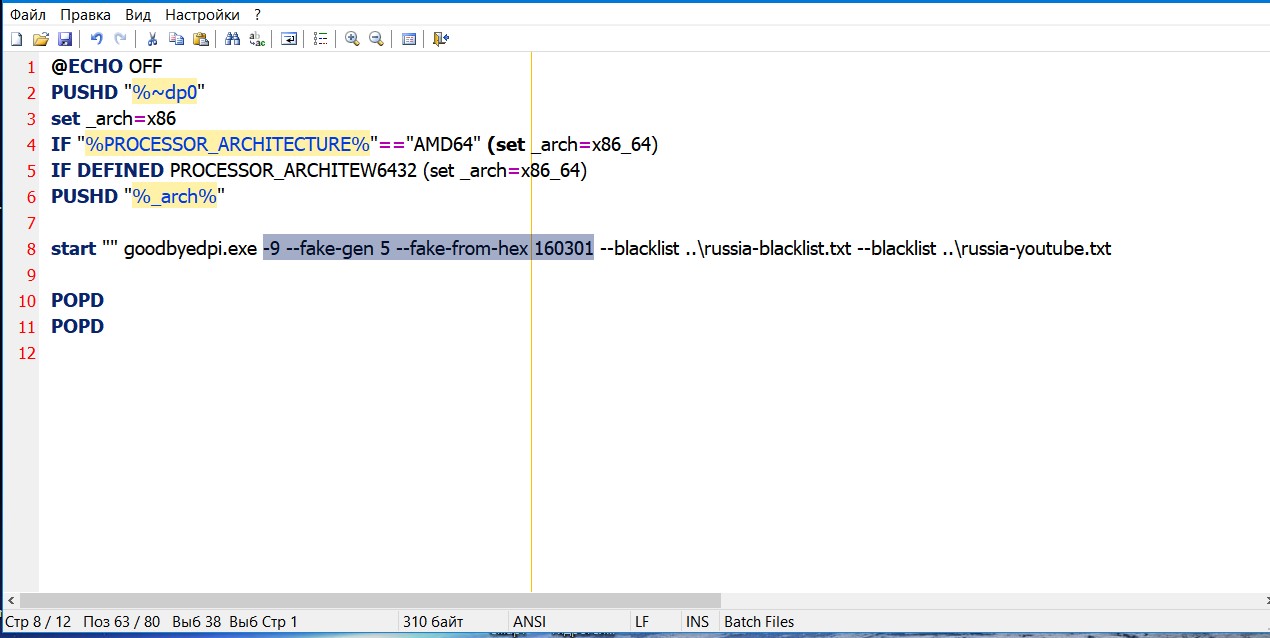 Файл Правка Вид Настройки ?
1 @ECHO OFF
2 PUSHD "%~dp0"
3 set _arch=x86
4 IF "%PROCESSOR_ARCHITECTURE%"=="AMD64" (set _arch=x86_64)
5 IF DEFINED PROCESSOR_ARCHITEW6432 (set _arch=x86_64)
6 PUSHD "%_arch%"
7
8 start "" goodbyedpi.exe -9 --fake-gen 5 --fake-from-hex 160301 --blacklist ..\russia-blacklist.txt --blacklist ..\russia-youtube.txt
9
10 POPD
11 POPD
12
Стр 8 / 12 Поз 63 / 80 Выб 38 Выб Стр 1 310 байт ANSI LF INS Batch Files